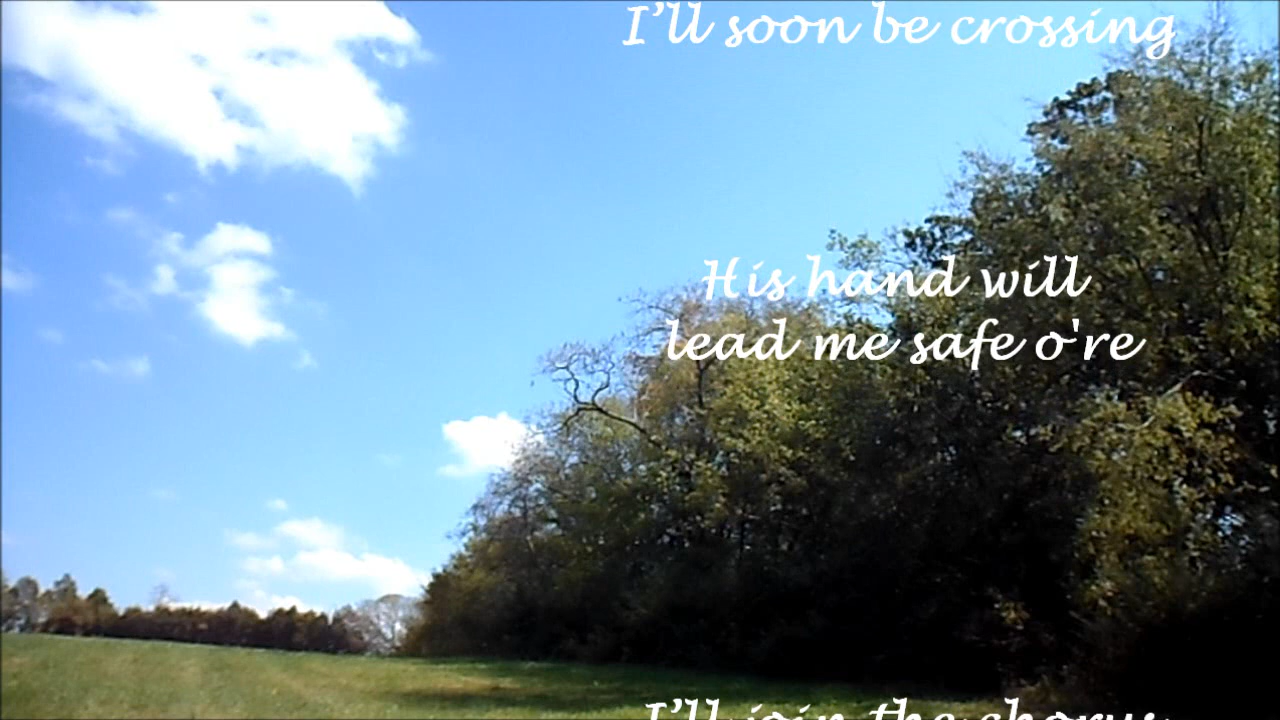 I'll soon be crossing
His hand will
lead me safe o're
I'll join the chorus